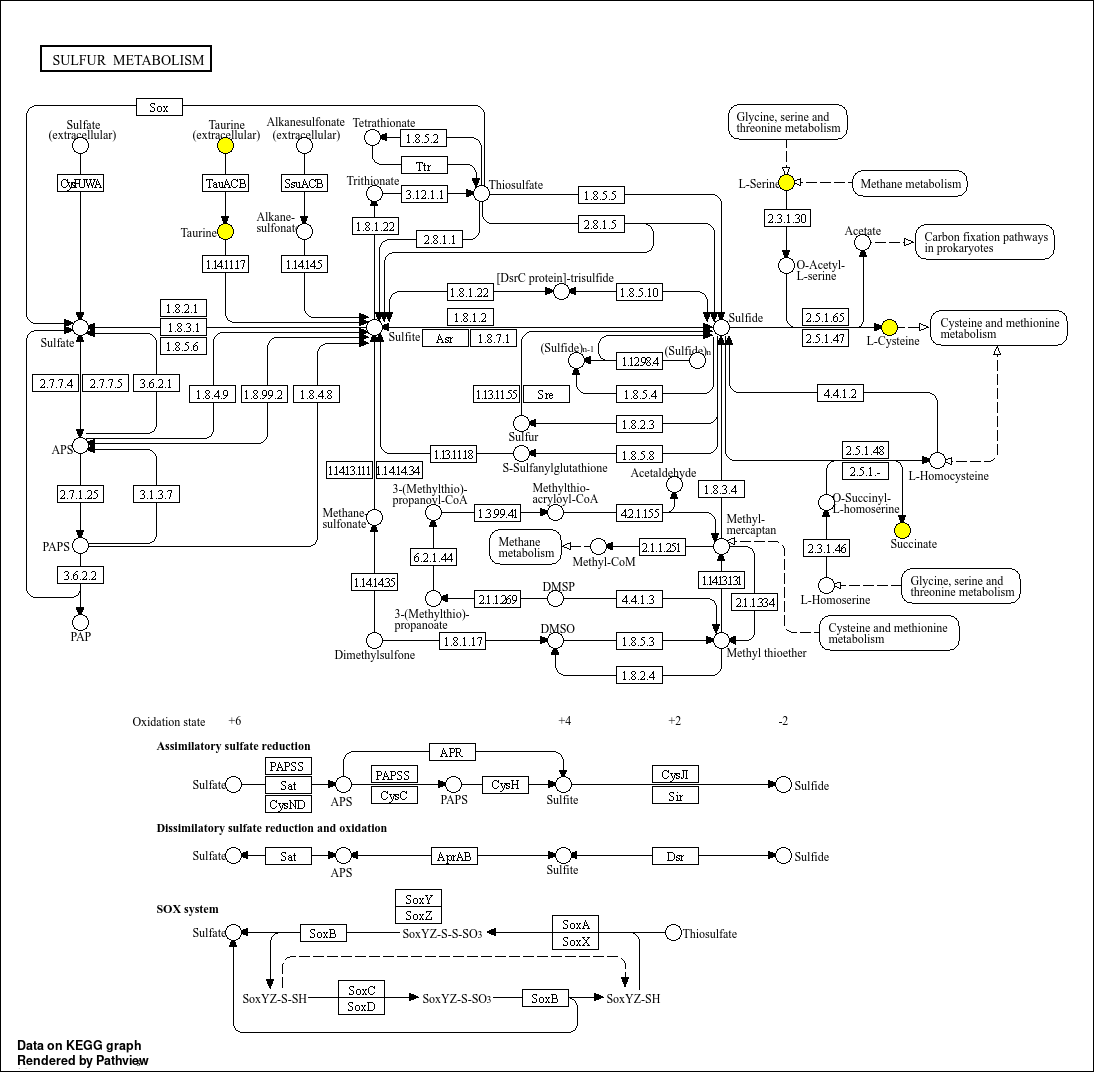 SULFUR METABOLISM
Sox
Sulfate
(extracellular)
Taurine
(extracellular)
Alkanesulfonate
(extracellular)
Tetrathionate
1.8.5.2
Ttr
Glycine, serine and
threonine metabolism
CysPUWA
TauACB
SsuACB
Trithionate
3.12.1.1
Thiosulfate
1.8.5.5
L-Serine
Methane metabolism
Taurine
Alkane-
sulfonate
1.8.1.22
2.8.1.1
2.8.1.5
2.3.1.30
Acetate
Carbon fixation pathways
in prokaryotes
1.14.11.17
1.14.14.5
[DsrC protein]-trisulfide
1.8.1.22
1.8.5.10
O-Acetyl-
L-serine
1.8.2.1
1.8.3.1
1.8.5.6
Sulfate
Sulfite
1.8.1.2
Asr
1.8.7.1
Sulfide
2.5.1.65
2.5.1.47
L-Cysteine
Cysteine and methionine
metabolism
(Sulfide)n-1
1.12.98.4
(Sulfide)n
2.7.7.4
2.7.7.5
3.6.2.1
1.8.4.9
1.8.99.2
1.8.4.8
1.13.11.55
Sre
1.8.5.4
4.4.1.2
1.8.2.3
Sulfur
APS
1.13.11.18
S-Sulfanylglutathione
1.8.5.8
2.5.1.48
2.5.1.-
L-Homocysteine
1.14.13.111
1.14.14.34
Acetaldehyde
2.7.1.25
3.1.3.7
3-(Methylthio)-
propanoyl-CoA
Methylthio-
acryloyl-CoA
1.8.3.4
Methane-
sulfonate
1.3.99.41
4.2.1.155
Methyl-
mercaptan
O-Succinyl-
L-homoserine
Succinate
PAPS
6.2.1.44
Methane
metabolism
Methyl-CoM
2.1.1.251
2.3.1.46
3.6.2.2
1.14.14.35
1.14.13.131
L-Homoserine
Glycine, serine and
threonine metabolism
DMSP
2.1.1.269
4.4.1.3
2.1.1.334
3-(Methylthio)-
propanoate
PAP
Cysteine and methionine
metabolism
DMSO
1.8.1.17
1.8.5.3
Dimethylsulfone
Methyl thioether
1.8.2.4
Oxidation state +6 +4 +2 -2
Assimilatory sulfate reduction
APR
PAPSS
PAPSS
CysJI
Sulfate
Sat
APS
CysC
PAPS
CysH
Sulfite
Sir
Sulfide
CysND
Dissimilatory sulfate reduction and oxidation
Sulfate
Sat
APS
AprAB
Sulfite
Dsr
Sulfide
SOX system
SoxY
SoxZ
Sulfate
SoxB
SoxYZ-S-S-SO3
SoxA
SoxX
Thiosulfate
SoxYZ-S-SH
SoxC
SoxD
SoxYZ-S-SO3
SoxB
SoxYZ-SH
Data on KEGG graph
Rendered by Pathview